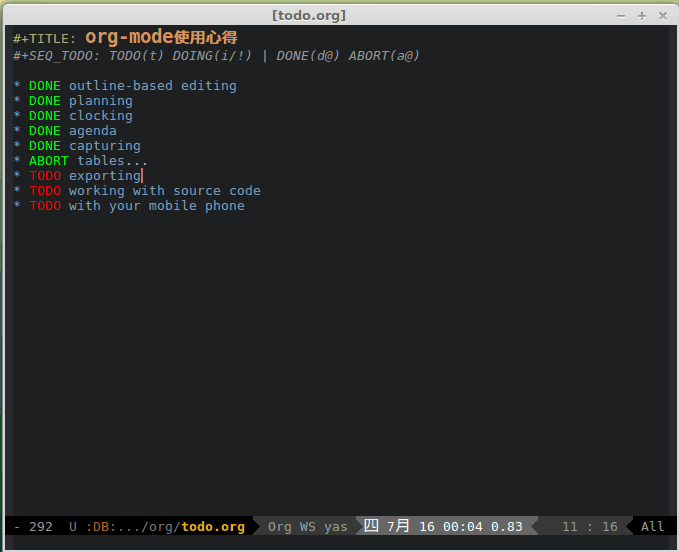 [todo.org]
#+TITLE: org-mode使用心得
#+SEQ_TODO: TODO(t) DOING(i/!) | DONE(d@) ABORT(a@)
* DONE outline-based editing
* DONE planning
* DONE clocking
* DONE agenda
* DONE capturing
* ABORT tables...
* TODO exporting
* TODO working with source code
* TODO with your mobile phone
- 292 U :DB:.../org/todo.org Org WS yas 四 7月 16 00:04 0.83 11 : 16 All